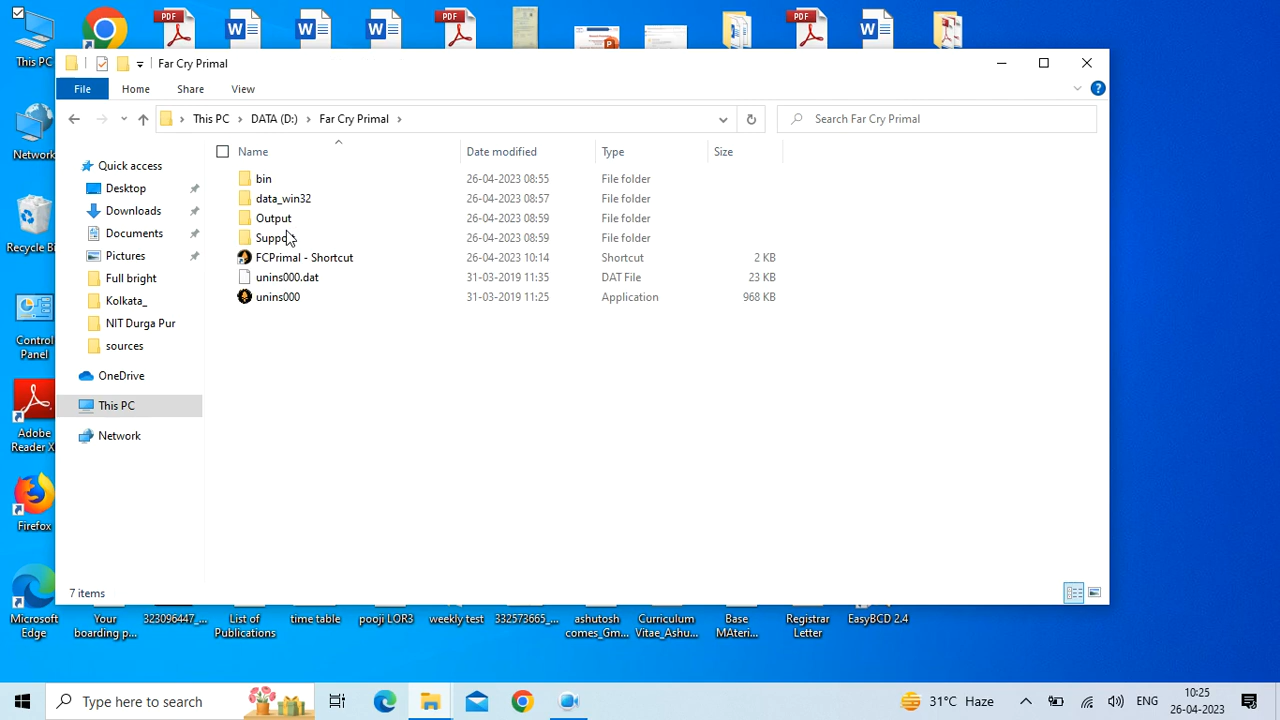 This PC
Far Cry Primal
File Home Share View
This PC DATA (D:) Far Cry Primal
Search Far Cry Primal
Name Date modified Type Size
bin 26-04-2023 08:55 File folder
data_win32 26-04-2023 08:57 File folder
Output 26-04-2023 08:59 File folder
Support 26-04-2023 08:59 File folder
FCPrimal - Shortcut 26-04-2023 10:14 Shortcut 2 KB
unins000.dat 31-03-2019 11:35 DAT File 23 KB
unins000 31-03-2019 11:25 Application 968 KB
Quick access
Desktop
Downloads
Documents
Pictures
Full bright
Kolkata_
NIT Durga Pur
sources
OneDrive
This PC
Network
7 items
Network
Recycle Bi
Control
Panel
Adobe
Reader X
Firefox
Microsoft
Edge
Your
boarding p...
323096447_...
List of
Publications
time table
pooji LOR3
weekly test
332573665_...
ashutosh
comes_Gm...
Curriculum
Vitae_Ashu...
Base
MAteri...
Registrar
Letter
EasyBCD 2.4
PDF
PDF
PDF
Type here to search
31°C Haze
ENG
10:25
26-04-2023